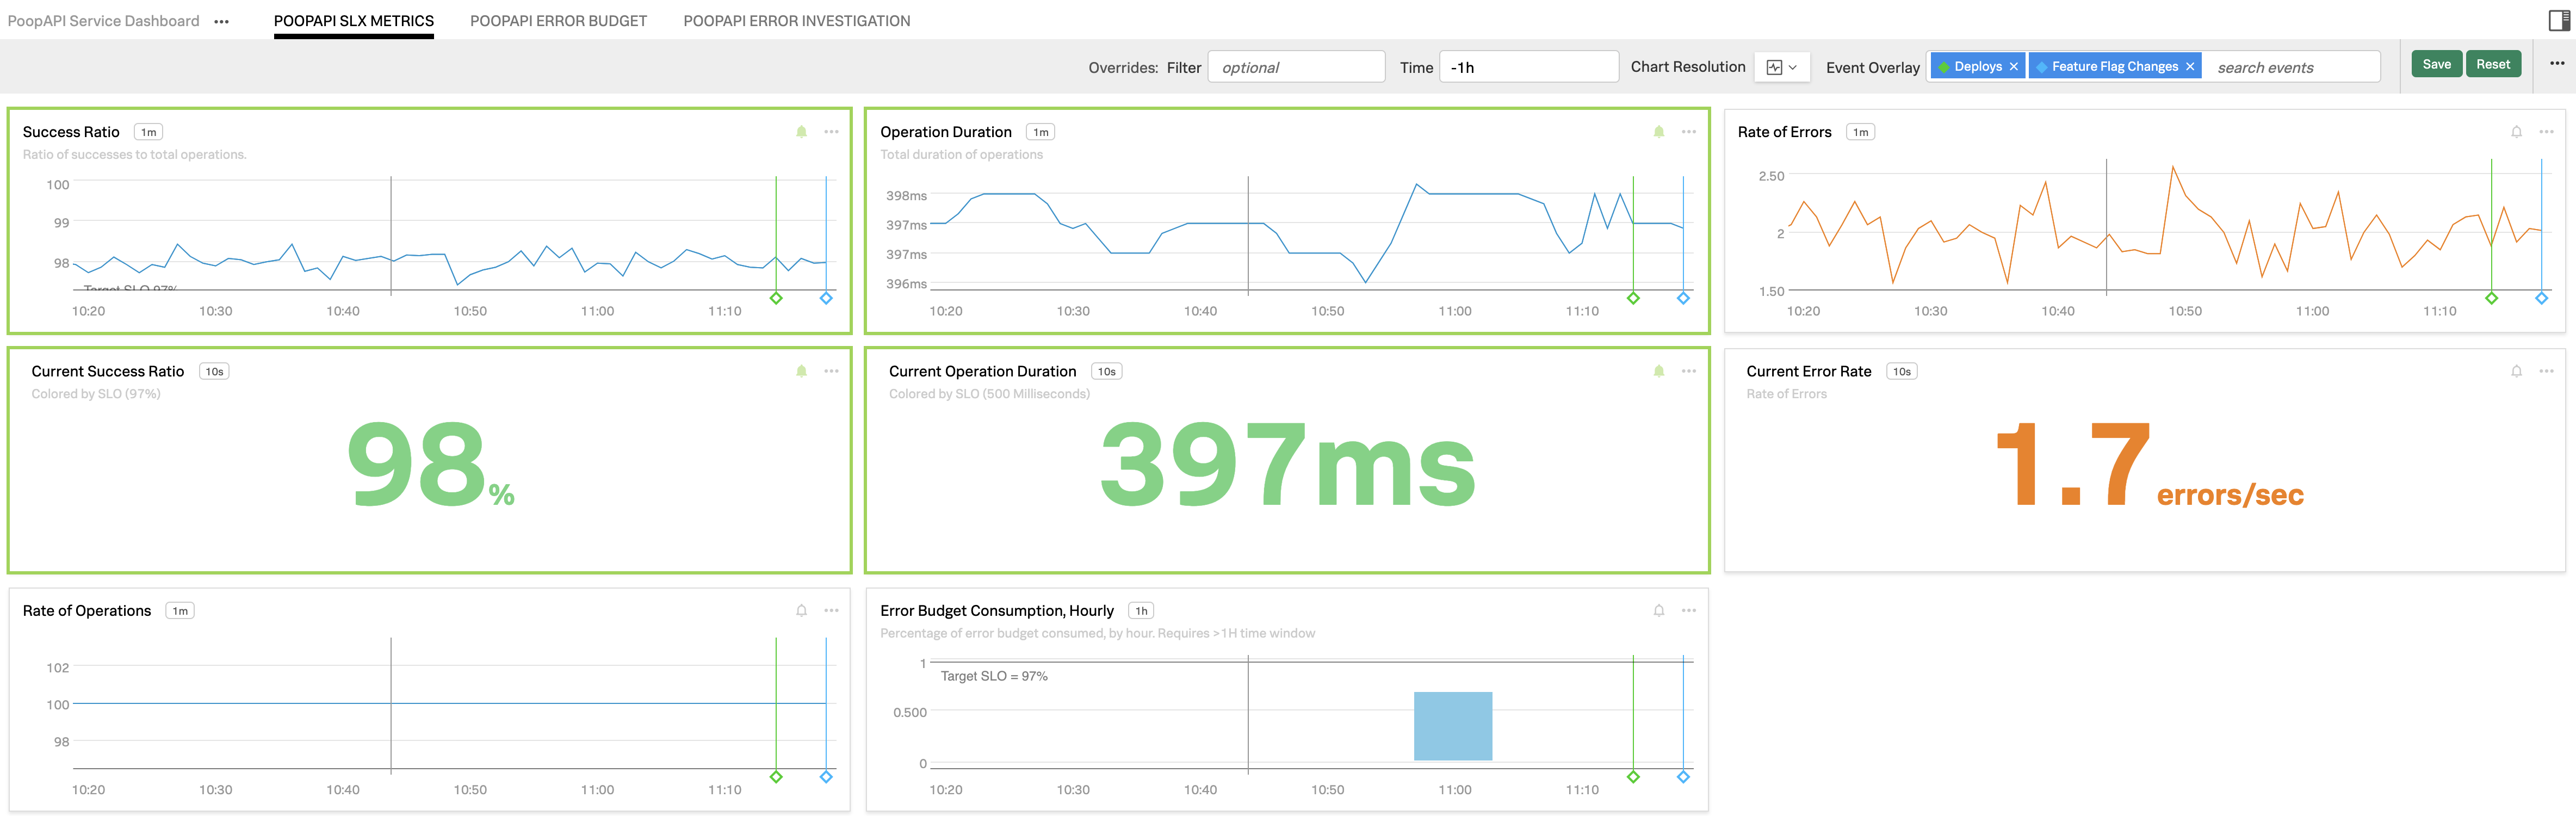 PoopAPI Service Dashboard ••• POOPAPI SLX METRICS POOPAPI ERROR BUDGET POOPAPI ERROR INVESTIGATION
Overrides: Filter optional Time -1h Chart Resolution Event Overlay Deploys × Feature Flag Changes × search events Save Reset •••
Success Ratio 1m
Ratio of successes to total operations.
100
99
98
Target SLO 97%
10:20 10:30 10:40 10:50 11:00 11:10
Operation Duration 1m
Total duration of operations
398ms
397ms
397ms
396ms
10:20 10:30 10:40 10:50 11:00 11:10
Rate of Errors 1m
2.50
2
1.50
10:20 10:30 10:40 10:50 11:00 11:10
Current Success Ratio 10s
Colored by SLO (97%)
98%
Current Operation Duration 10s
Colored by SLO (500 Milliseconds)
397ms
Current Error Rate 10s
Rate of Errors
1.7 errors/sec
Rate of Operations 1m
102
100
98
10:20 10:30 10:40 10:50 11:00 11:10
Error Budget Consumption, Hourly 1h
Percentage of error budget consumed, by hour. Requires >1H time window
1
Target SLO = 97%
0.500
0
10:20 10:30 10:40 10:50 11:00 11:10